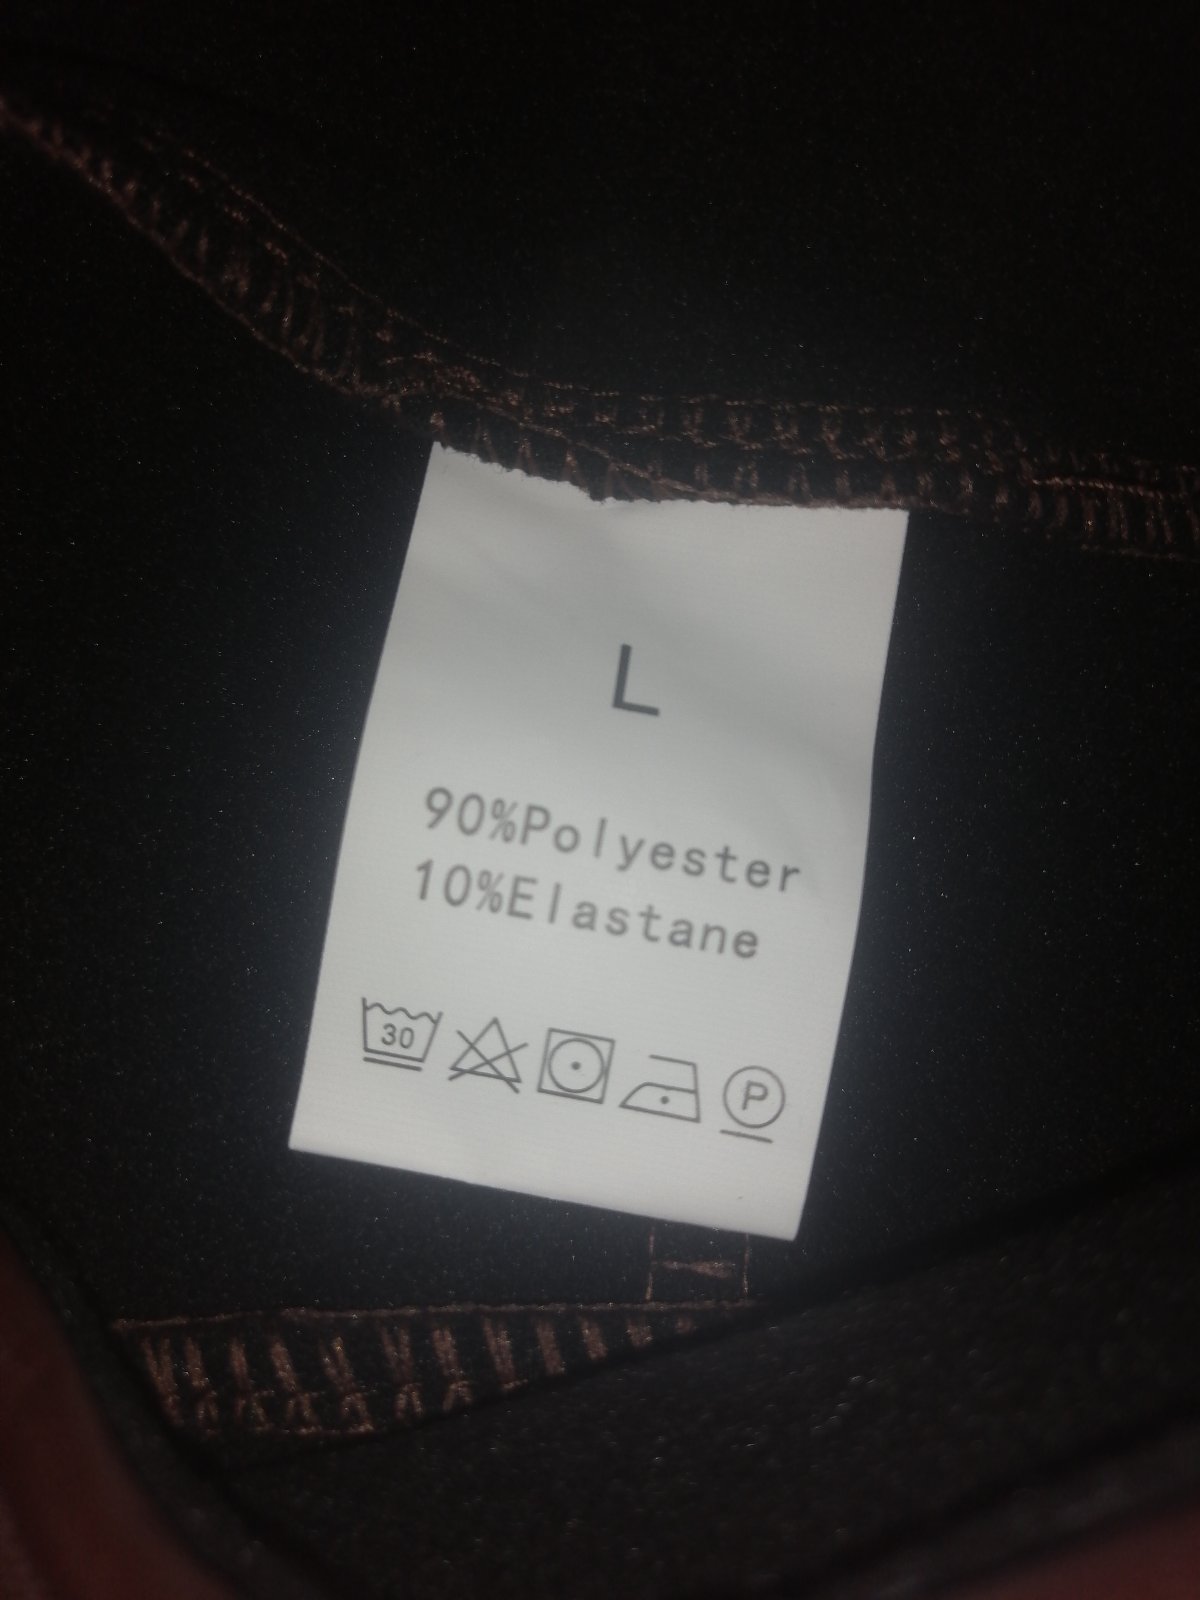 L
90%Polyester
10%Elastane
30 P